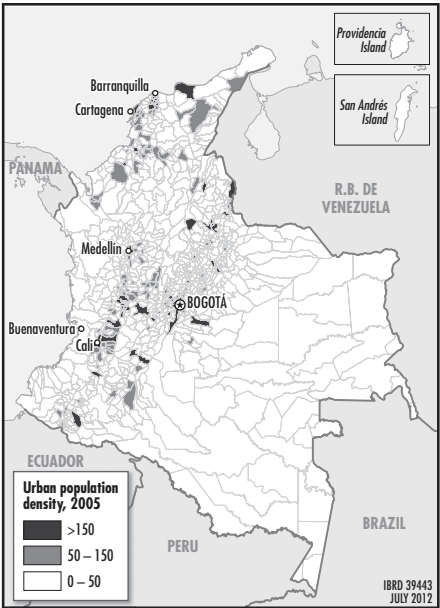 Providencia
Island
San Andrés
Island
Barranquilla
Cartagena
PANAMA
R.B. DE
VENEZUELA
Medellín
BOGOTÁ
Buenaventura
Cali
ECUADOR
Urban population
density, 2005
>150
50 – 150
0 – 50
PERU
BRAZIL
IBRD 39443
JULY 2012